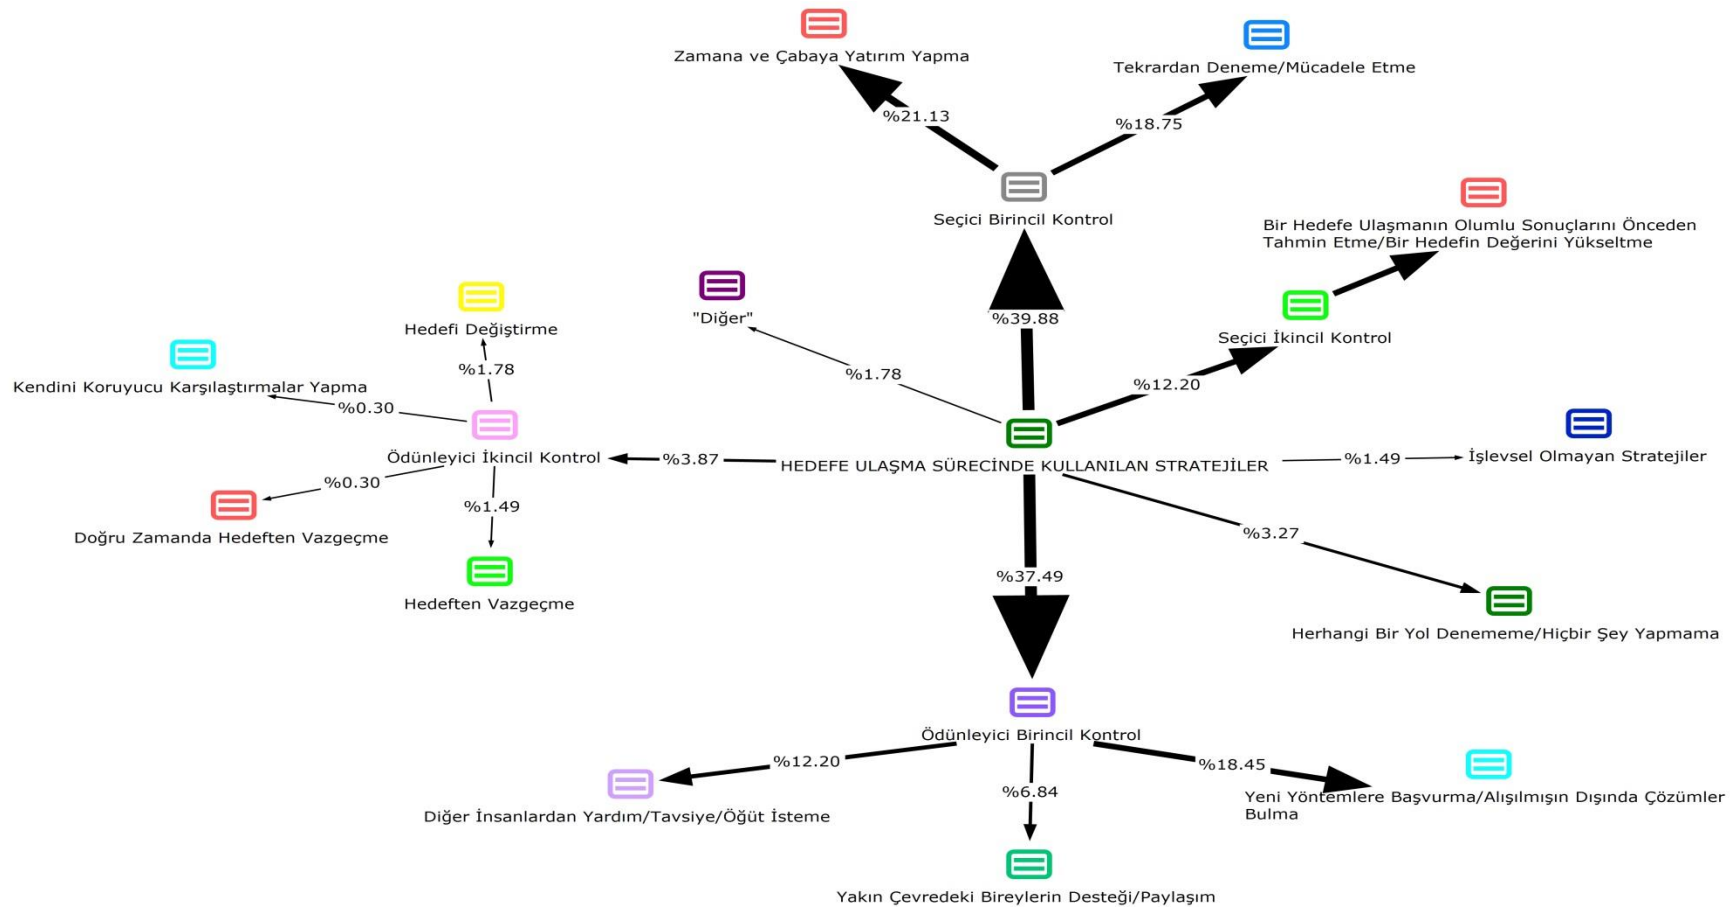 Zamana ve Çabaya Yatırım Yapma
Tekrardan Deneme/Mücadele Etme
%21.13
%18.75
Seçici Birincil Kontrol
Bir Hedefe Ulaşmanın Olumlu Sonuçlarını Önceden
Tahmin Etme/Bir Hedefin Değerini Yükseltme
"Diğer"
%39.88
Hedefi Değiştirme
Seçici İkincil Kontrol
%1.78
%1.78
%12.20
Kendini Koruyucu Karşılaştırmalar Yapma
%0.30
Ödünleyici İkincil Kontrol
%3.87
HEDEFE ULAŞMA SÜRECİNDE KULLANILAN STRATEJİLER
%1.49
İşlevsel Olmayan Stratejiler
%0.30
%1.49
Doğru Zamanda Hedeften Vazgeçme
%3.27
%37.49
Hedeften Vazgeçme
Herhangi Bir Yol Denememe/Hiçbir Şey Yapmama
Ödünleyici Birincil Kontrol
%12.20
%6.84
%18.45
Diğer İnsanlardan Yardım/Tavsiye/Öğüt İsteme
Yeni Yöntemlere Başvurma/Alışılmışın Dışında Çözümler
Bulma
Yakın Çevredeki Bireylerin Desteği/Paylaşım